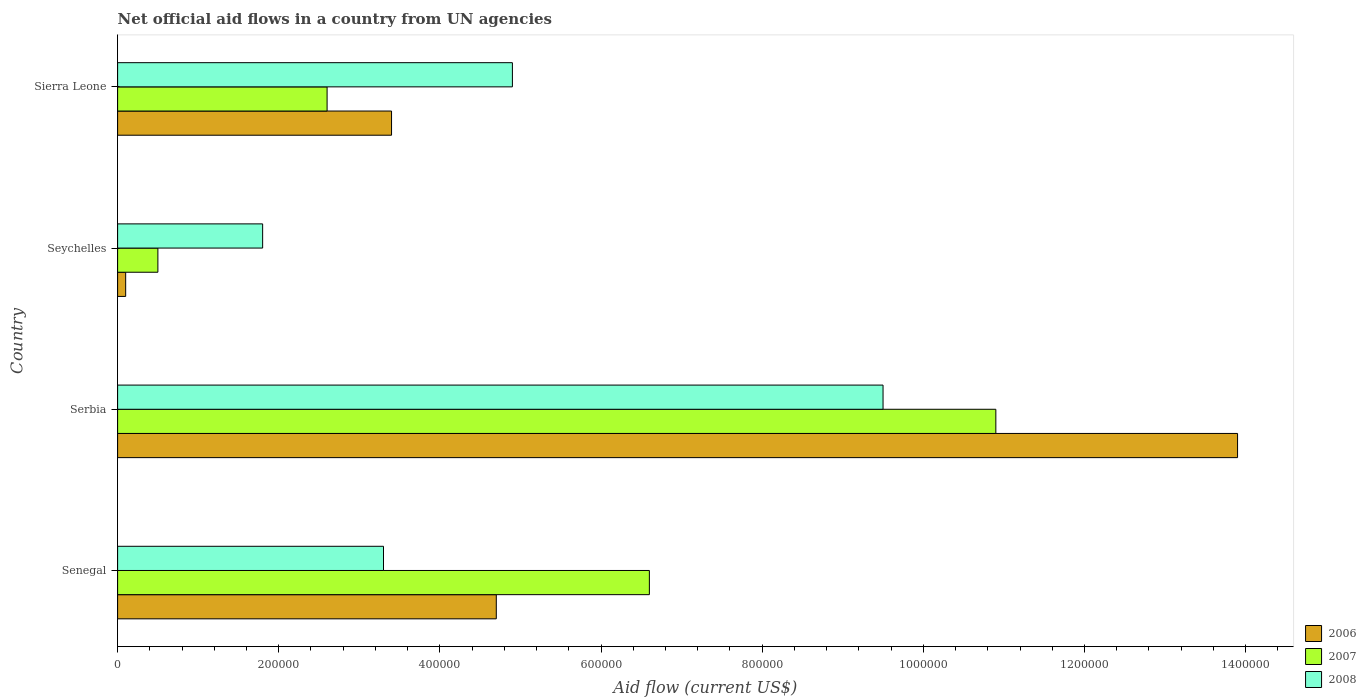 Net official aid flows in a country from UN agencies
Country
Sierra Leone
Seychelles
Serbia
Senegal
0
200000
400000
600000
800000
1000000
1200000
1400000
Aid flow (current US$)
2006
2007
2008